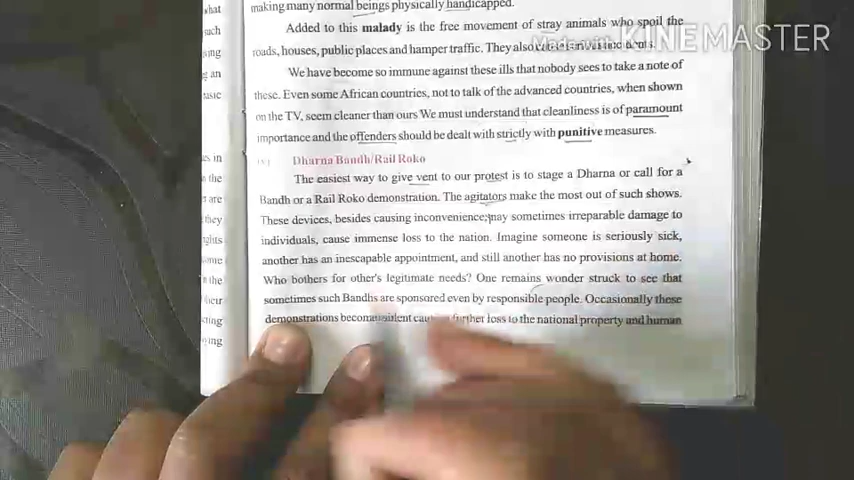 making many normal beings physically handicapped.
Added to this malady is the free movement of stray animals who spoil the
roads, houses, public places and hamper traffic. They also
We have become so immune against these ills that nobody sees to take a note of
these. Even some African countries, not to talk of the advanced countries, when shown
on the TV, seem cleaner than ours We must understand that cleanliness is of paramount
importance and the offenders should be dealt with strictly with punitive measures.
Dharna Bandh/Rail Roko
The easiest way to give vent to our protest is to stage a Dharna or call for a
Bandh or a Rail Roko demonstration. The agitators make the most out of such shows.
These devices, besides causing inconvenience, may sometimes irreparable damage to
individuals, cause immense loss to the nation. Imagine someone is seriously sick,
another has an inescapable appointment, and still another has no provisions at home.
Who bothers for other's legitimate needs? One remains wonder struck to see that
sometimes such Bandhs are sponsored even by responsible people. Occasionally these
demonstrations become violent further loss to the national property and human
Made with KINEMASTER
what
such
g an
es in
n the
t are
they
ights
ome
n the
their
cting